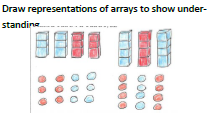 Draw representations of arrays to show under-
standing